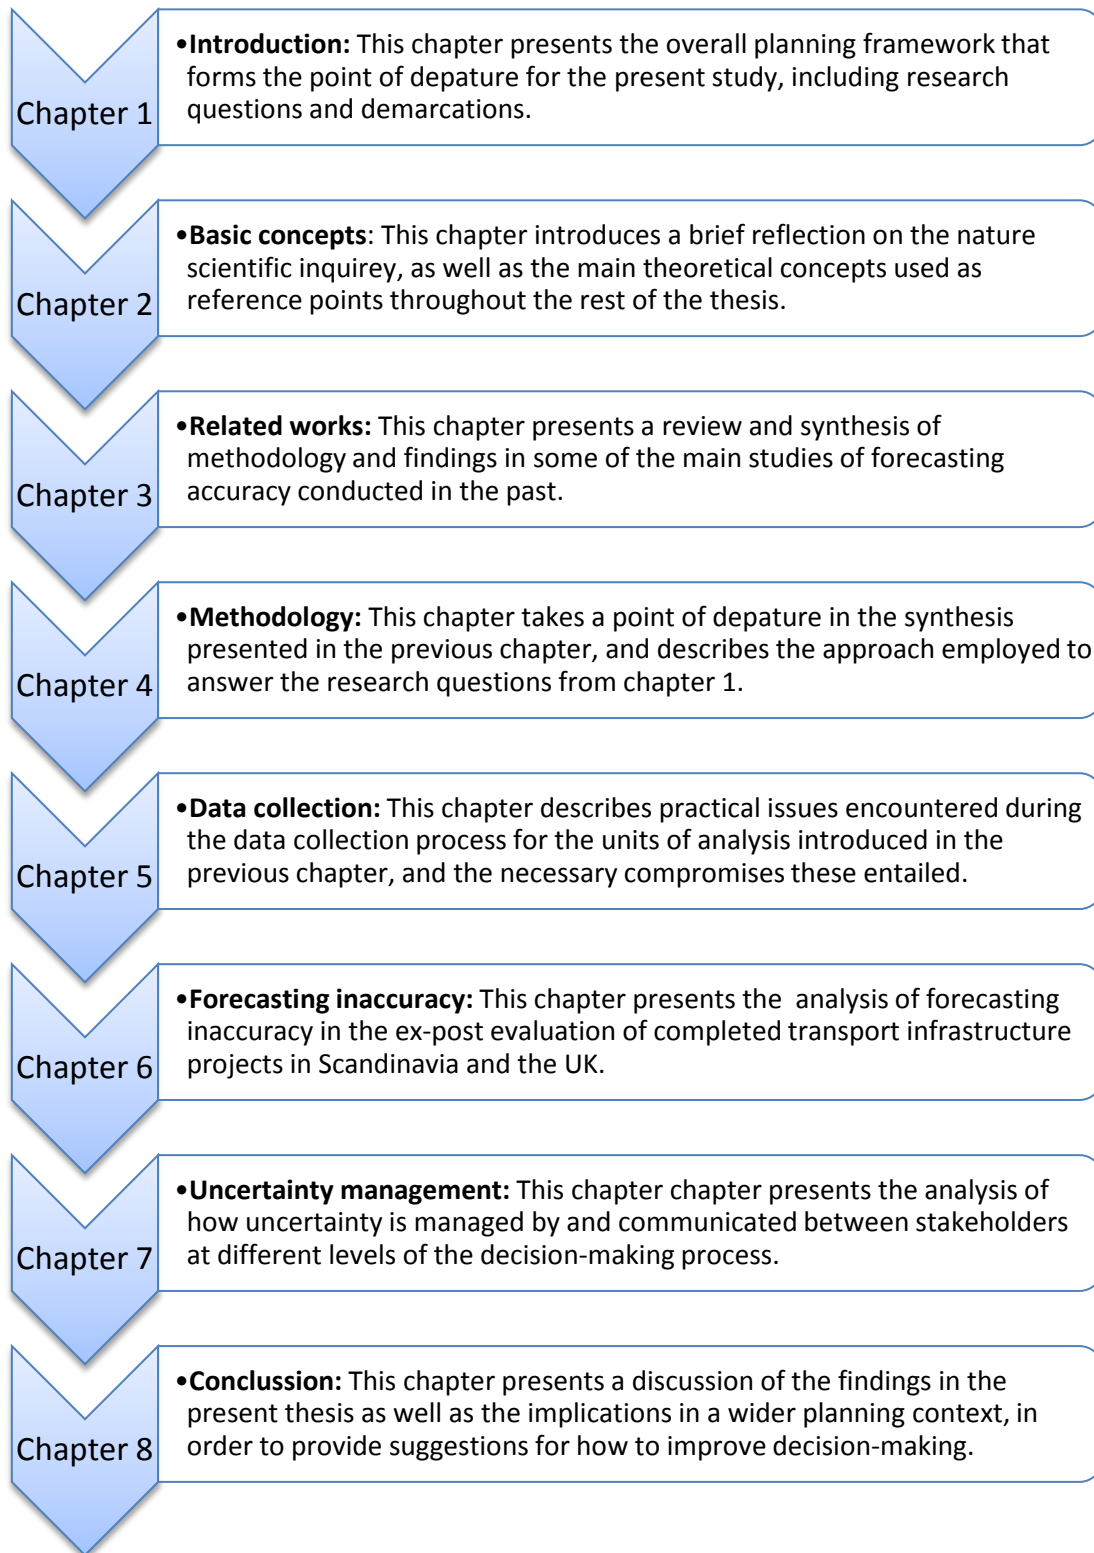 Chapter 1
•Introduction: This chapter presents the overall planning framework that
forms the point of depature for the present study, including research
questions and demarcations.
Chapter 2
•Basic concepts: This chapter introduces a brief reflection on the nature
scientific inquirey, as well as the main theoretical concepts used as
reference points throughout the rest of the thesis.
Chapter 3
•Related works: This chapter presents a review and synthesis of
methodology and findings in some of the main studies of forecasting
accuracy conducted in the past.
Chapter 4
•Methodology: This chapter takes a point of depature in the synthesis
presented in the previous chapter, and describes the approach employed to
answer the research questions from chapter 1.
Chapter 5
•Data collection: This chapter describes practical issues encountered during
the data collection process for the units of analysis introduced in the
previous chapter, and the necessary compromises these entailed.
Chapter 6
•Forecasting inaccuracy: This chapter presents the  analysis of forecasting
inaccuracy in the ex-post evaluation of completed transport infrastructure
projects in Scandinavia and the UK.
Chapter 7
•Uncertainty management: This chapter chapter presents the analysis of
how uncertainty is managed by and communicated between stakeholders
at different levels of the decision-making process.
Chapter 8
•Conclussion: This chapter presents a discussion of the findings in the
present thesis as well as the implications in a wider planning context, in
order to provide suggestions for how to improve decision-making.